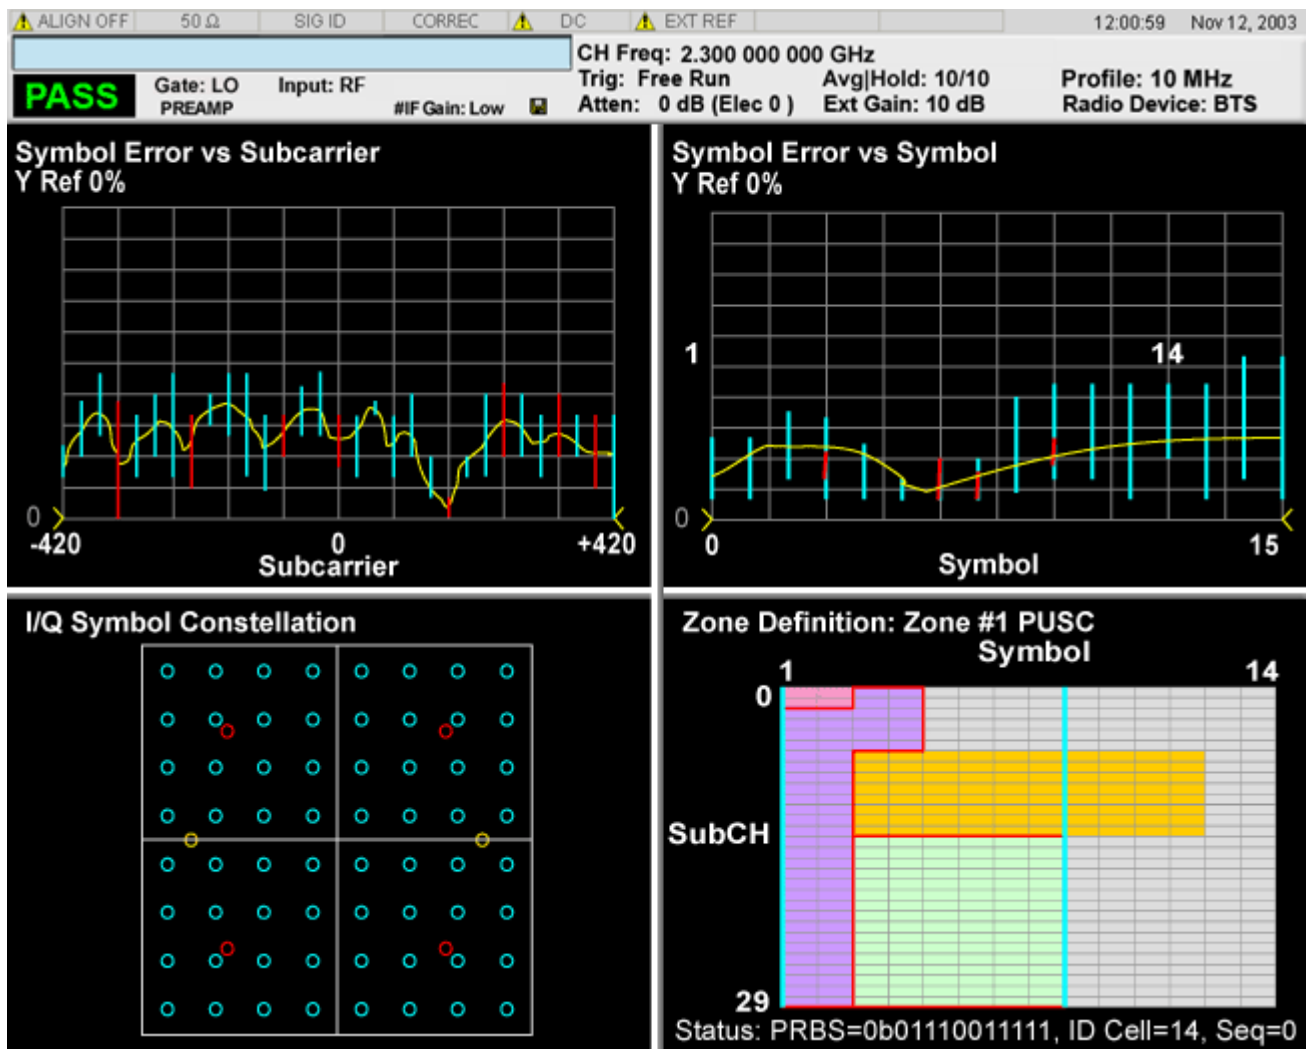 ALIGN OFF 50 Ω SIG ID CORREC DC EXT REF 12:00:59 Nov 12, 2003
CH Freq: 2.300 000 000 GHz
PASS Gate: LO Input: RF Trig: Free Run Avg|Hold: 10/10 Profile: 10 MHz
PREAMP #IF Gain: Low Atten: 0 dB (Elec 0 ) Ext Gain: 10 dB Radio Device: BTS
Symbol Error vs Subcarrier
Y Ref 0%
0
-420 0 +420
Subcarrier
Symbol Error vs Symbol
Y Ref 0%
1 14
0
0 15
Symbol
I/Q Symbol Constellation
Zone Definition: Zone #1 PUSC
Symbol
1 14
0
SubCH
29
Status: PRBS=0b01110011111, ID Cell=14, Seq=0